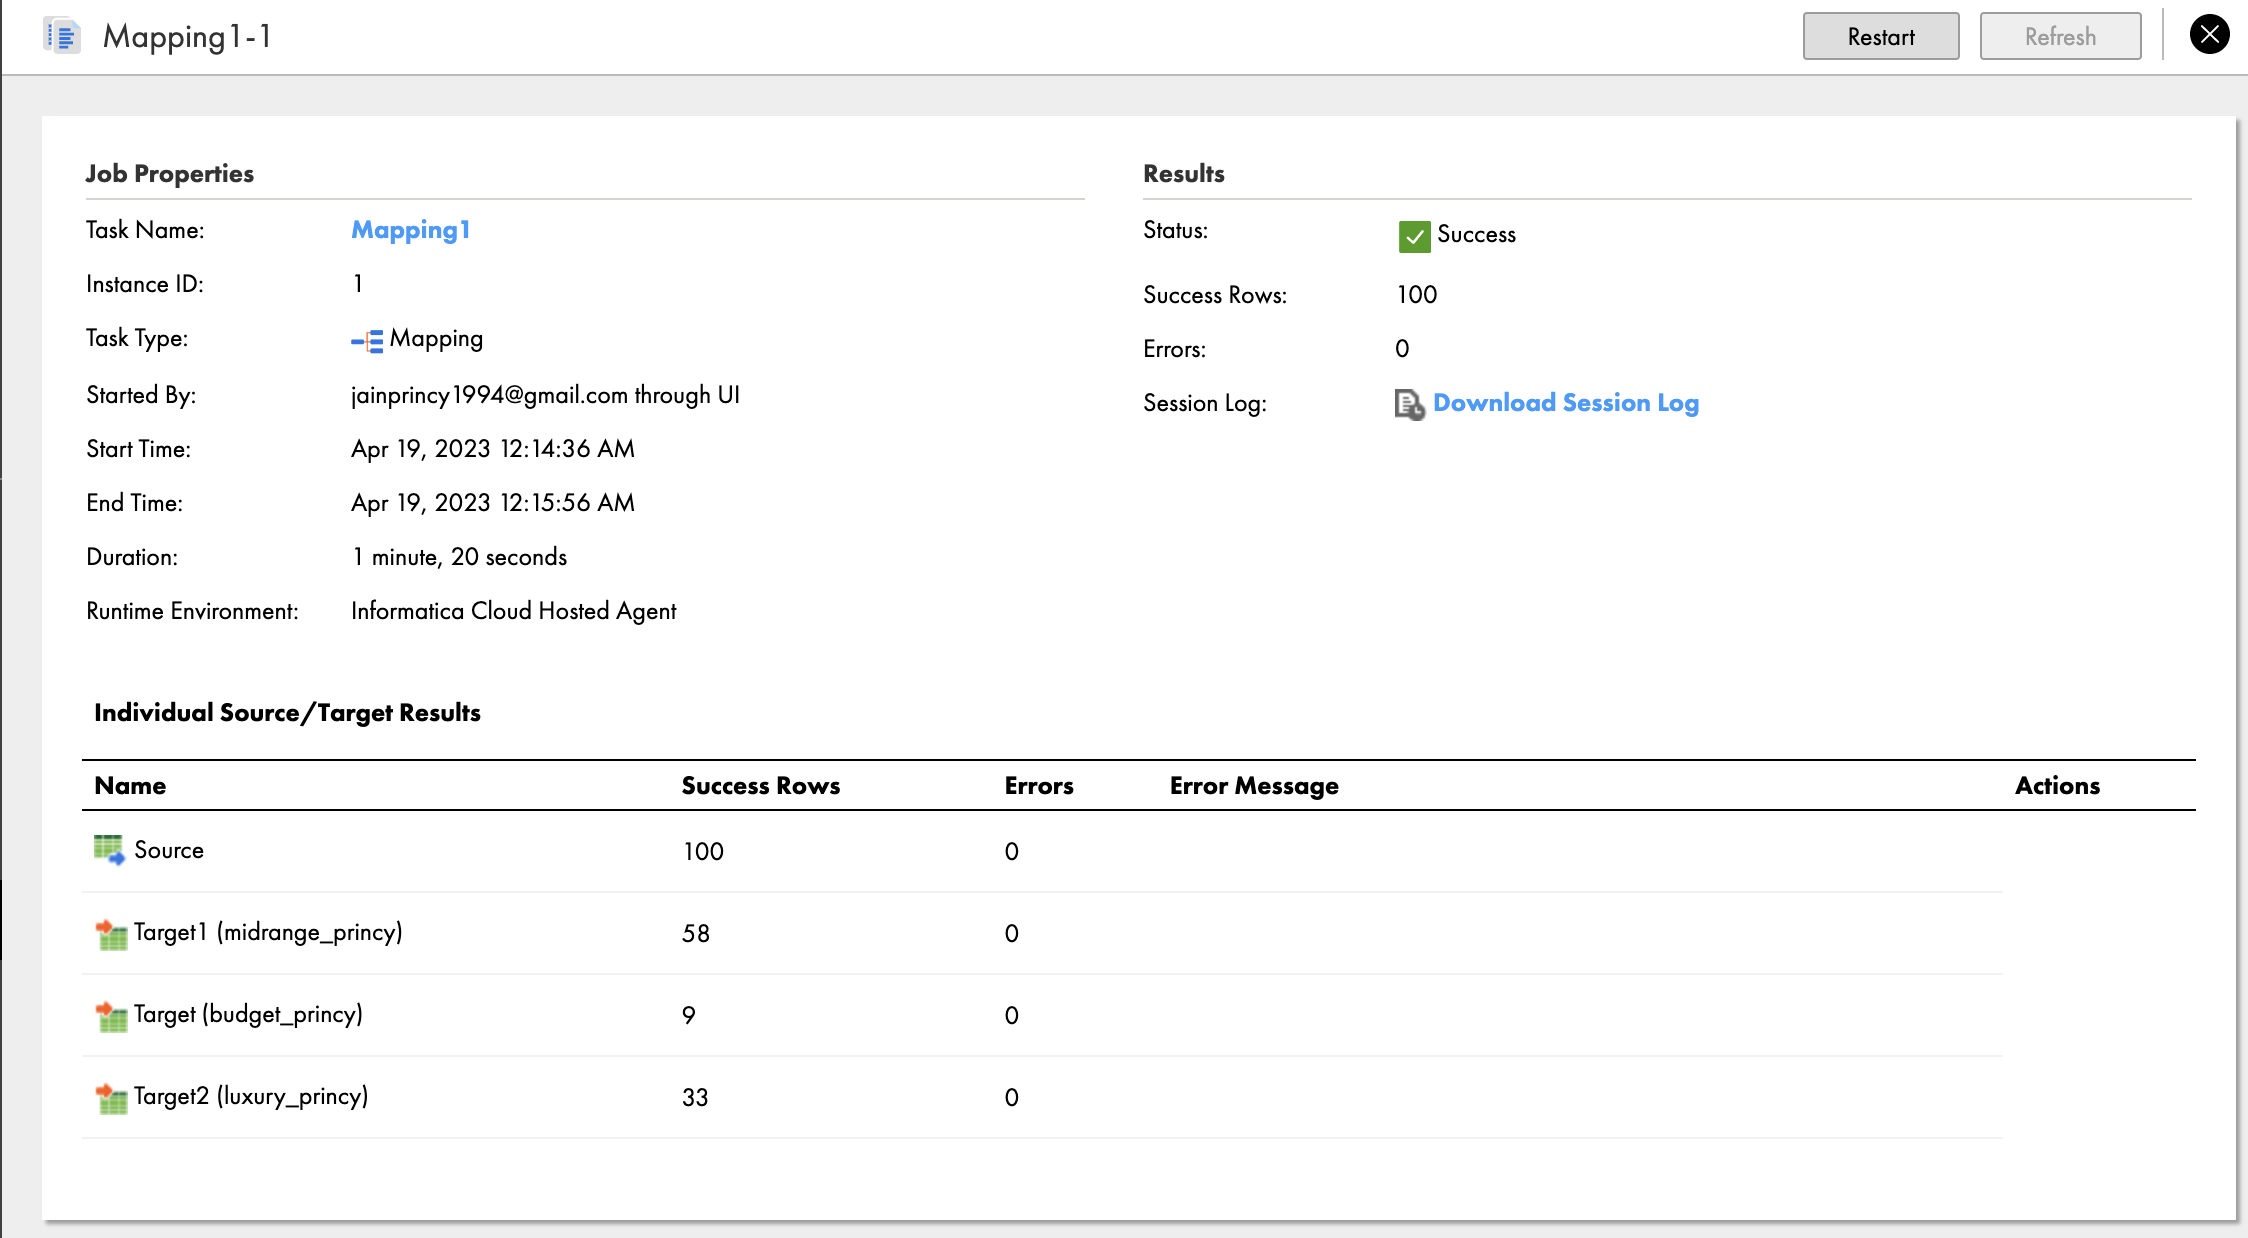 Mapping1-1
Restart
Refresh
Job Properties
Task Name: Mapping1
Instance ID: 1
Task Type: Mapping
Started By: jainprincy1994@gmail.com through UI
Start Time: Apr 19, 2023 12:14:36 AM
End Time: Apr 19, 2023 12:15:56 AM
Duration: 1 minute, 20 seconds
Runtime Environment: Informatica Cloud Hosted Agent
Results
Status: Success
Success Rows: 100
Errors: 0
Session Log: Download Session Log
Individual Source/Target Results
Name Success Rows Errors Error Message Actions
Source 100 0
Target1 (midrange_princy) 58 0
Target (budget_princy) 9 0
Target2 (luxury_princy) 33 0